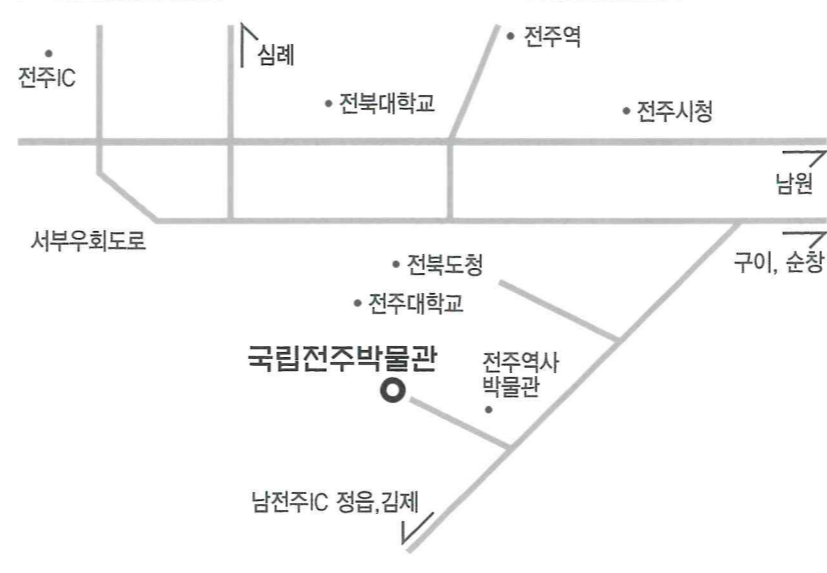 전주역
심례
전주IC
전북대학교
전주시청
남원
서부우회도로
전북도청
구이, 순창
전주대학교
국립전주박물관
전주역사
박물관
남전주IC 정읍,김제